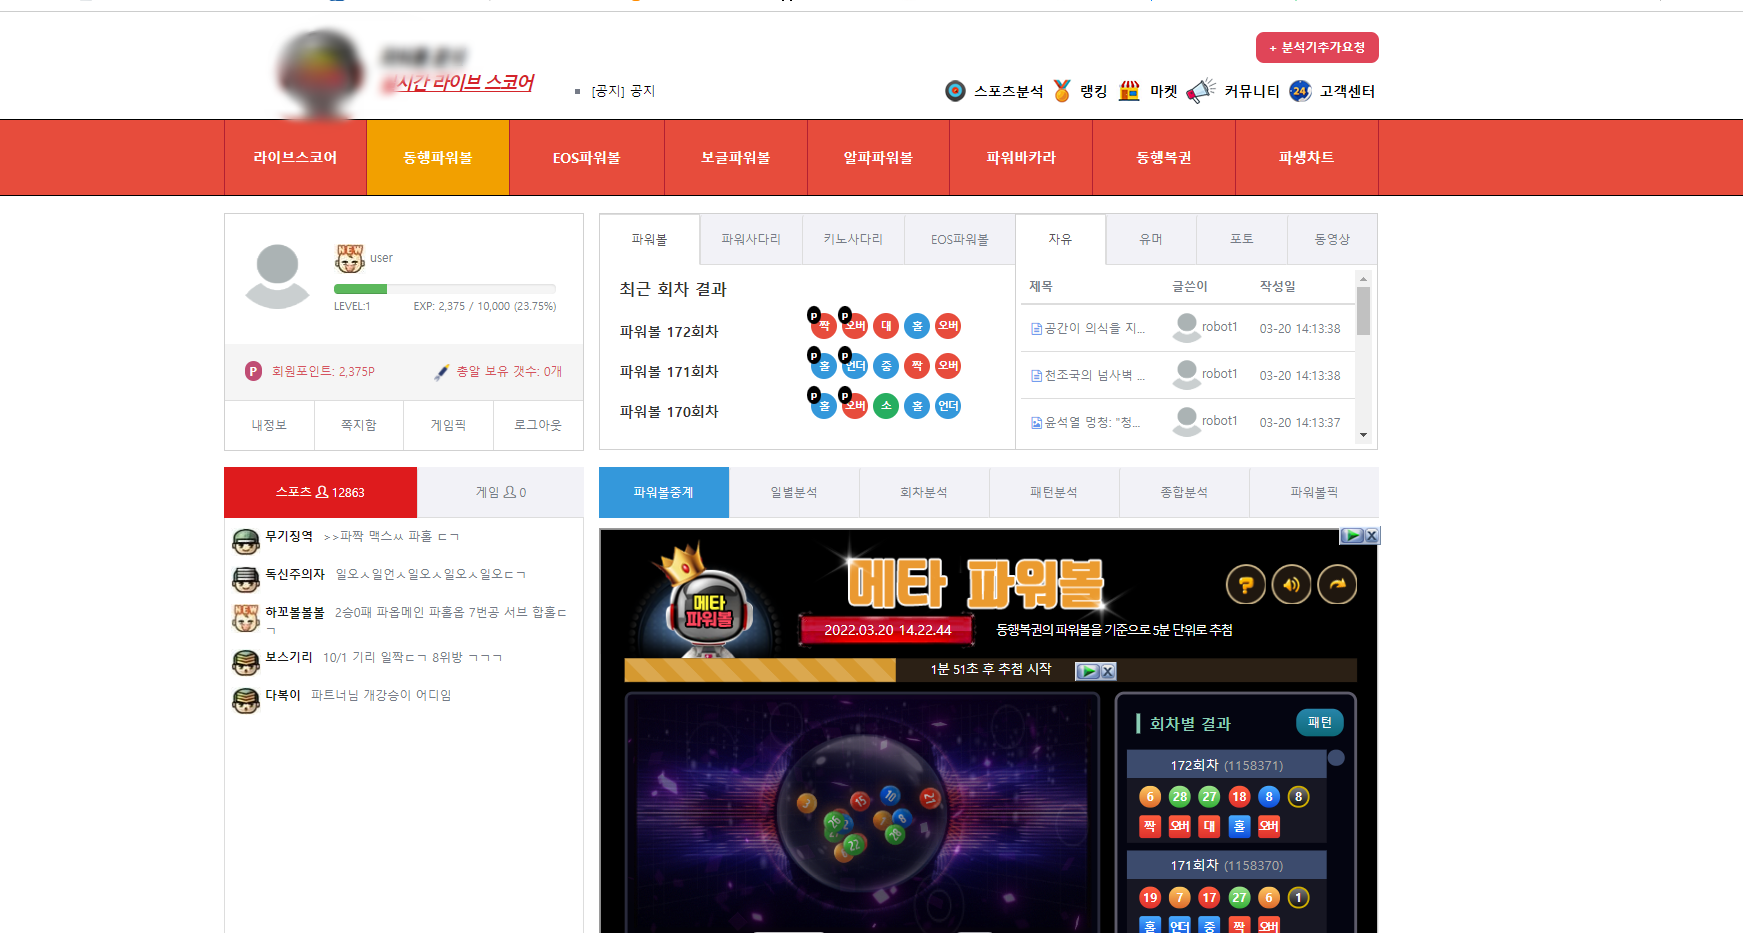 + 분석기추가요청
시간 라이브 스코어
[공지] 공지
스포츠분석 랭킹 마켓 커뮤니티 24 고객센터
라이브스코어 동행파워볼 EOS파워볼 보글파워볼 알파파워볼 파워바카라 동행복권 파생차트
NEW user
LEVEL:1 EXP: 2,375 / 10,000 (23.75%)
P 회원포인트: 2,375P 총알 보유 갯수: 0개
내정보 쪽지함 게임픽 로그아웃
파워볼 파워사다리 키노사다리 EOS파워볼
최근 회차 결과
파워볼 172회차 p 짝 p 오버 대 홀 오버
파워볼 171회차 p 홀 p 언더 중 짝 오버
파워볼 170회차 p 홀 p 오버 소 홀 언더
자유 유머 포토 동영상
제목 글쓴이 작성일
공간이 의식을 지... robot1 03-20 14:13:38
천조국의 넘사벽 ... robot1 03-20 14:13:38
윤석열 멍청: "청... robot1 03-20 14:13:37
스포츠 12863 게임 0
무기징역 >>파짝 맥스ㅆ 파홀 ㄷㄱ
독신주의자 일오ㅅ일언ㅅ일오ㅅ일오ㅅ일오ㄷㄱ
NEW 하꼬볼볼볼 2승0패 파옵메인 파홀옵 7번공 서브 합홀ㄷ
ㄱ
보스기리 10/1 기리 일짝ㄷㄱ 8위방 ㄱㄱㄱ
다복이 파트너님 개강승이 어디임
파워볼중계 일별분석 회차분석 패턴분석 종합분석 파워볼픽
메타
파워볼
메타 파워볼
?
2022.03.20 14.22.44 동행복권의 파워볼을 기준으로 5분 단위로 추첨
1분 51초 후 추첨 시작
3 15 10 21
26 2 7 8
28
22
회차별 결과 패턴
172회차 (1158371)
6 28 27 18 8 8
짝 오버 대 홀 오버
171회차 (1158370)
19 7 17 27 6 1
홀 언더 중 짝 오버